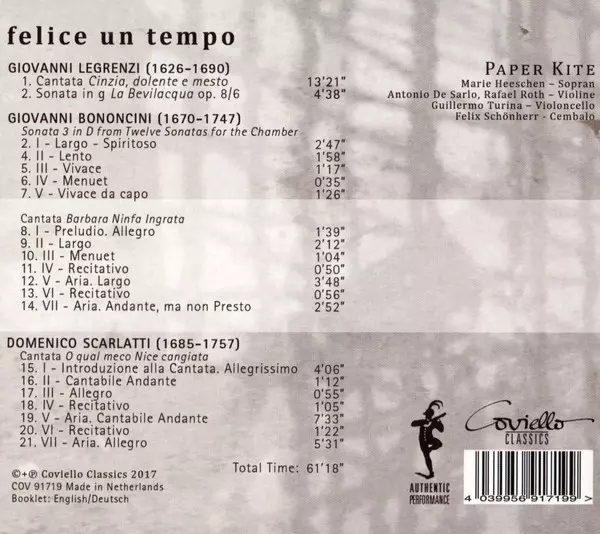 felice un tempo
GIOVANNI LEGRENZI (1626-1690)
1. Cantata Cinzia, dolente e mesto 13'21"
2. Sonata in g La Bevilacqua op. 8/6 4'38"
GIOVANNI BONONCINI (1670-1747)
Sonata 3 in D from Twelve Sonatas for the Chamber
2. I - Largo - Spiritoso 2'47"
4. II - Lento 1'58"
5. III - Vivace 1'17"
6. IV - Menuet 0'35"
7. V - Vivace da capo 1'26"
Cantata Barbara Ninfa Ingrata
8. I - Preludio. Allegro 1'39"
9. II - Largo 2'12"
10. III - Menuet 1'04"
11. IV - Recitativo 0'50"
12. V - Aria. Largo 3'48"
13. VI - Recitativo 0'56"
14. VII - Aria. Andante, ma non Presto 2'52"
DOMENICO SCARLATTI (1685-1757)
Cantata O qual meco Nice cangiata
15. I - Introduzione alla Cantata. Allegrissimo 4'06"
16. II - Cantabile Andante 1'12"
17. III - Allegro 0'55"
18. IV - Recitativo 1'05"
19. V - Aria. Cantabile Andante 7'33"
20. VI - Recitativo 1'22"
21. VII - Aria. Allegro 5'31"
Total Time: 61'18"
©+℗ Coviello Classics 2017
COV 91719 Made in Netherlands
Booklet: English/Deutsch
PAPER KITE
Marie Heeschen – Sopran
Antonio De Sarlo, Rafael Roth – Violine
Guillermo Turina – Violoncello
Felix Schönherr - Cembalo
AUTHENTIC
PERFORMANCE
Coviello
CLASSICS
4 039956 917199 >